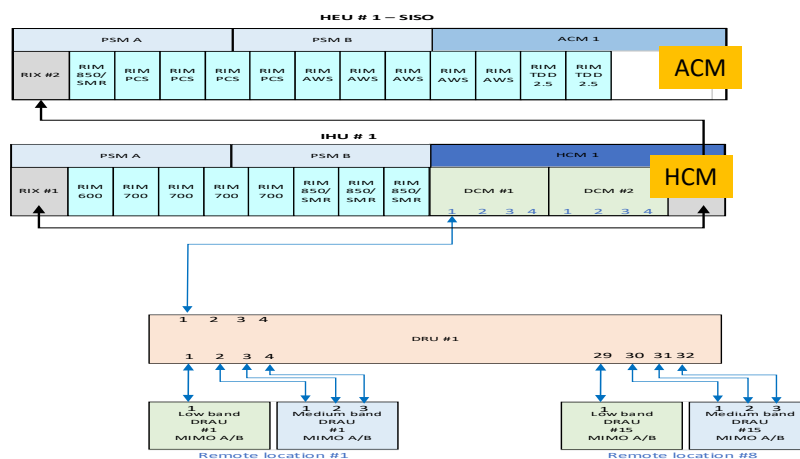 HEU # 1 – SISO
PSM A
PSM B
ACM 1
RIX #2
RIM
850/
SMR
RIM
PCS
RIM
PCS
RIM
PCS
RIM
PCS
RIM
AWS
RIM
AWS
RIM
AWS
RIM
AWS
RIM
AWS
RIM
TDD
2.5
RIM
TDD
2.5
ACM
IHU # 1
PSM A
PSM B
HCM 1
RIX #1
RIM
600
RIM
700
RIM
700
RIM
700
RIM
700
RIM
850/
SMR
RIM
850/
SMR
RIM
850/
SMR
DCM #1
1 2 3 4
DCM #2
1 2 3 4
HCM
1 2 3 4
DRU #1
1 2 3 4
29 30 31 32
1
Low band
DRAU
#1
MIMO A/B
1 2 3
Medium band
DRAU
#1
MIMO A/B
Remote location #1
1
Low band
DRAU
#15
MIMO A/B
1 2 3
Medium band
DRAU
#15
MIMO A/B
Remote location #8